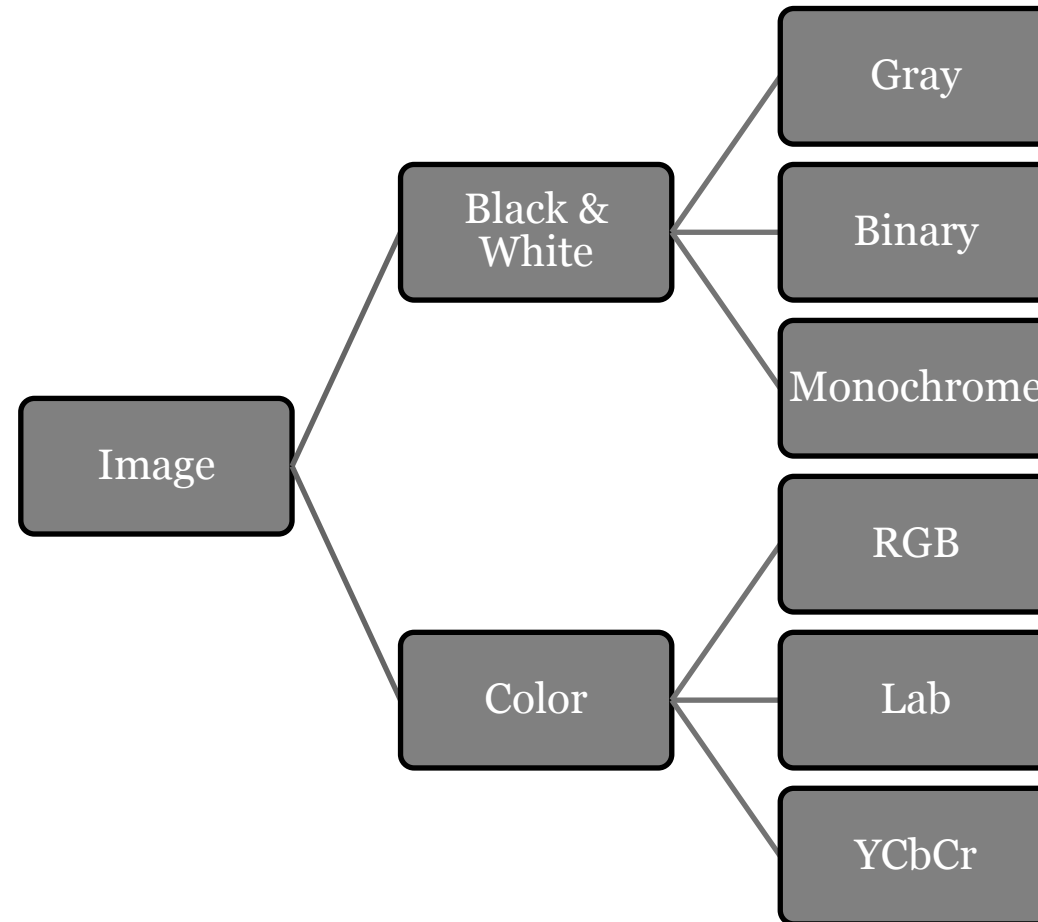 Image
Black &
White
Gray
Binary
Monochrome
Color
RGB
Lab
YCbCr